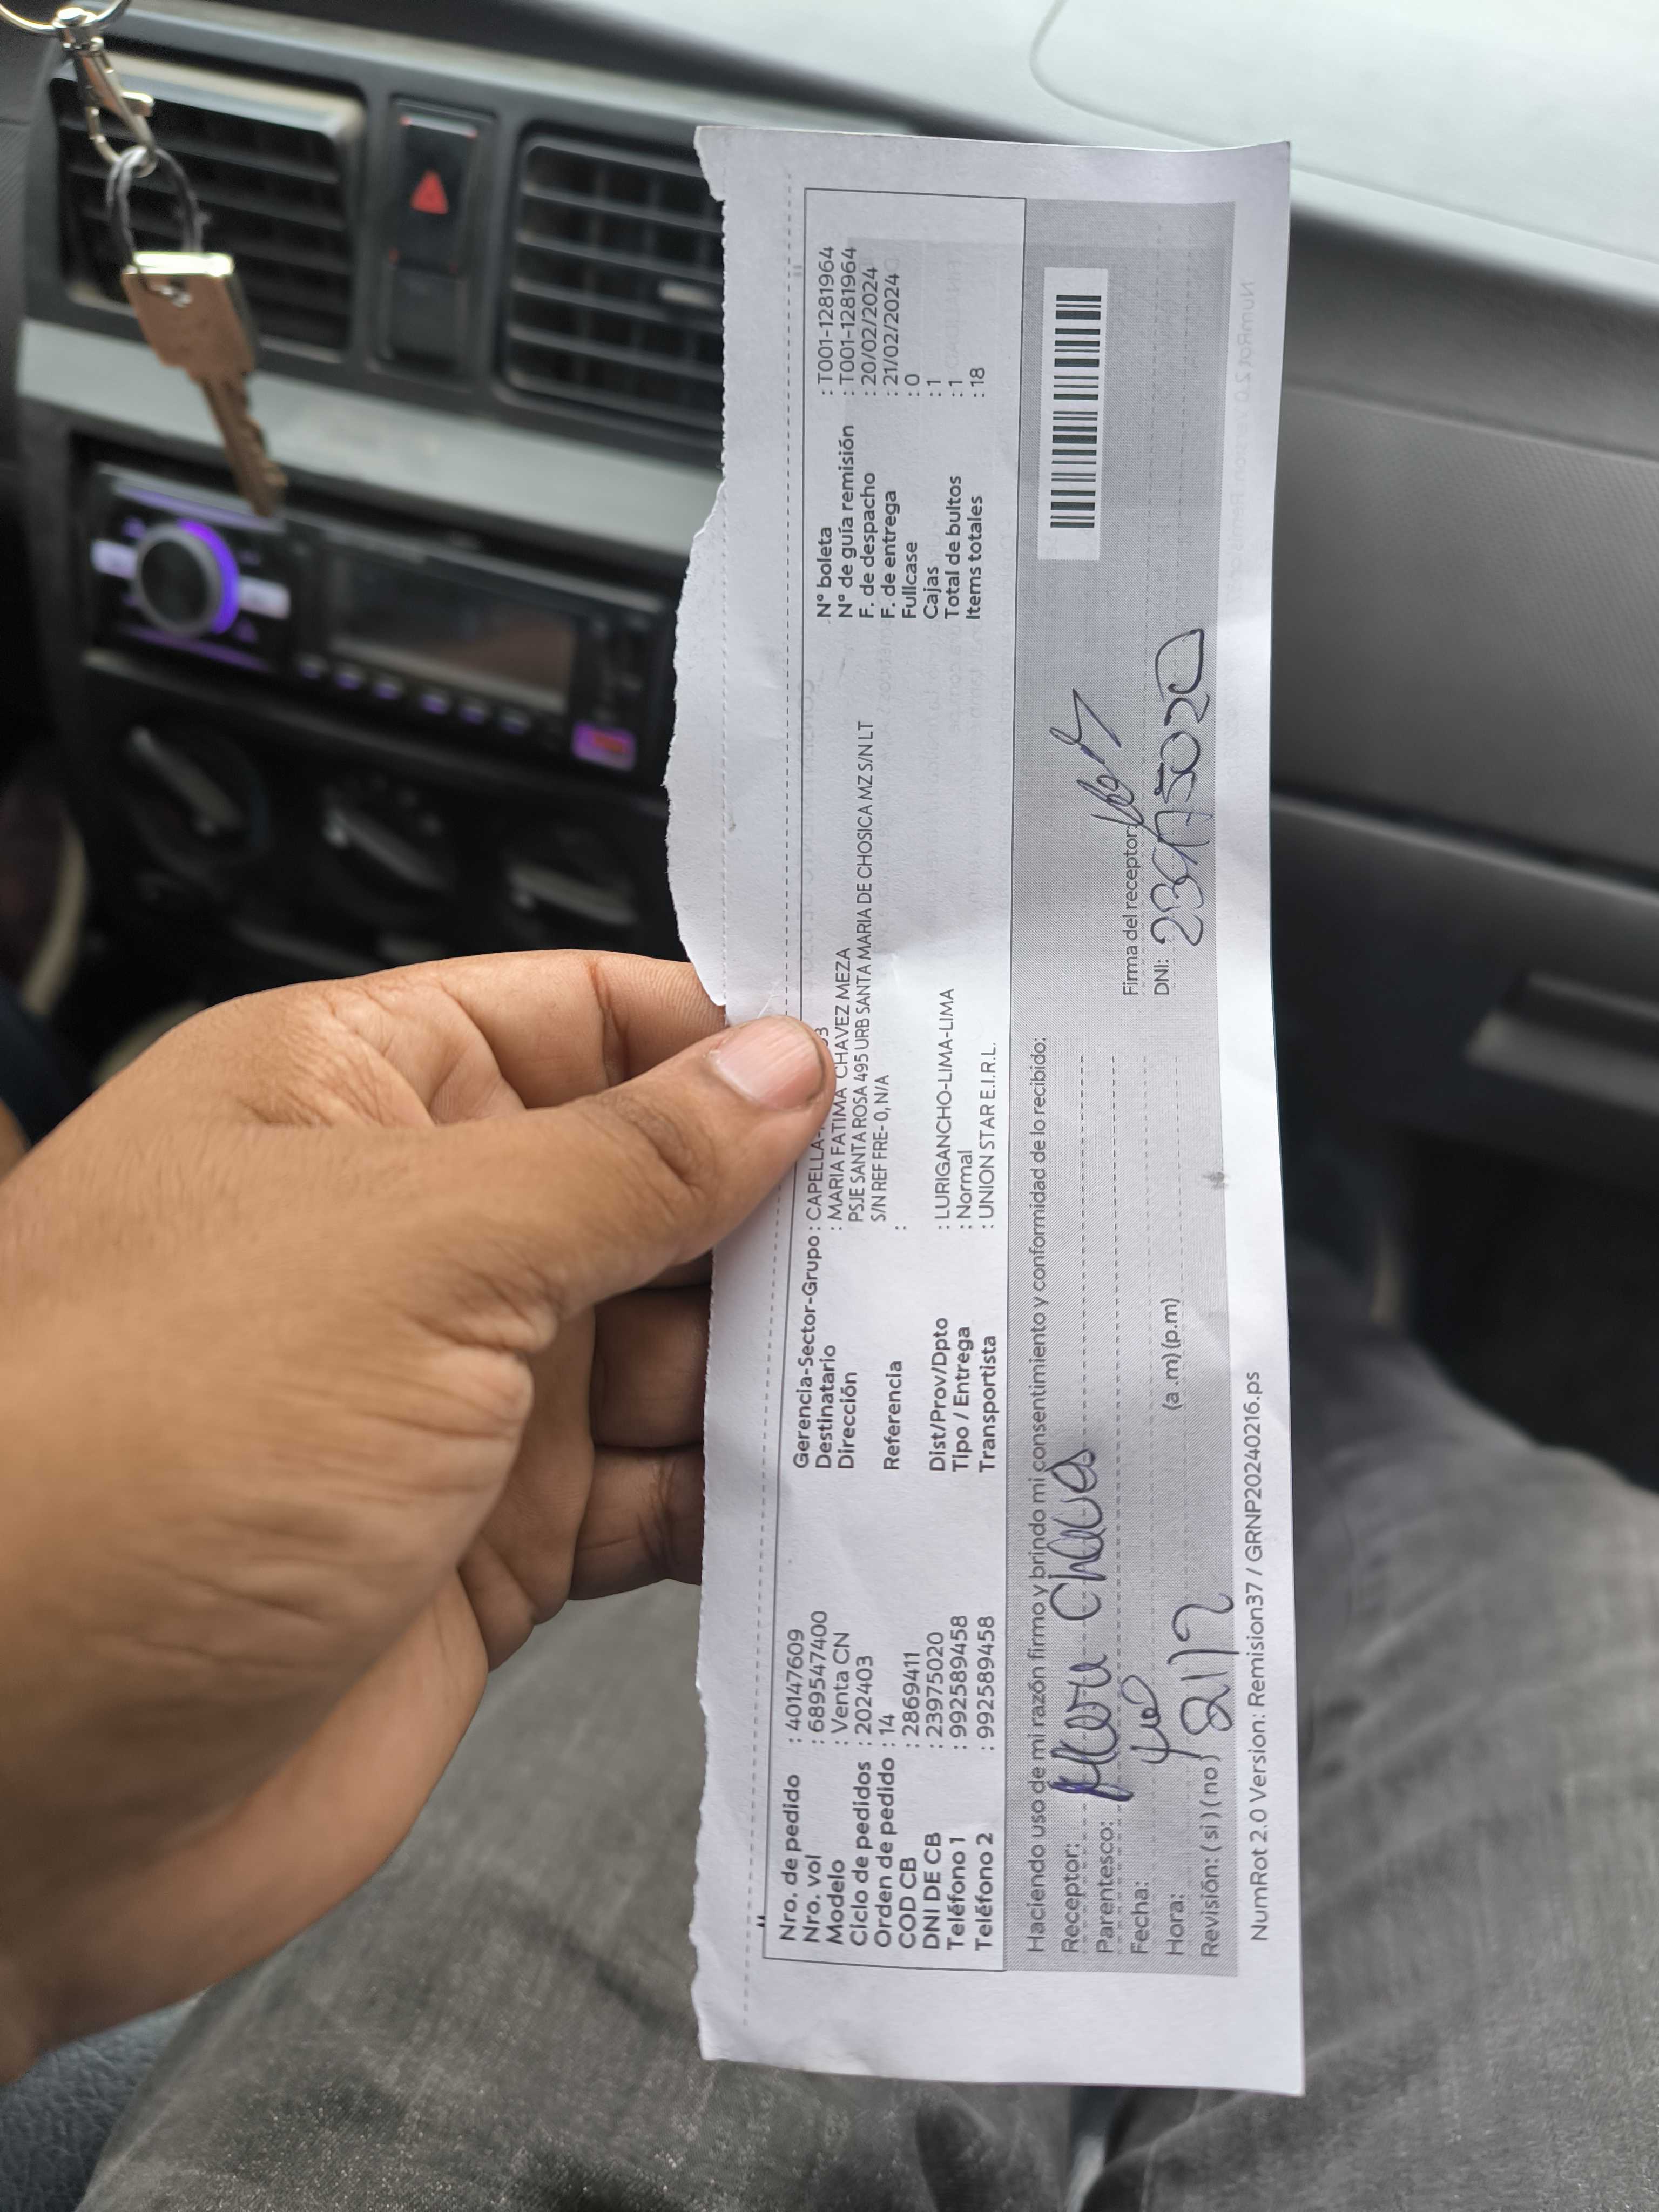 Nro. de pedido : 40147609
Nro. vol : 689547400
Modelo : Venta CN
Ciclo de pedidos : 202403
Orden de pedido : 14
COD CB : 2869411
DNI DE CB : 23975020
Teléfono 1 : 992589458
Teléfono 2 : 992589458
Gerencia-Sector-Grupo : CAPELLA-
Destinatario : MARIA FATIMA CHAVEZ MEZA
Dirección PSJE SANTA ROSA 495 URB SANTA MARIA DE CHOSICA MZ S/N LT
S/N REF FRE- 0, N/A
Referencia :
Dist/Prov/Dpto : LURIGANCHO-LIMA-LIMA
Tipo / Entrega : Normal
Transportista : UNION STAR E.I.R.L.
N° boleta : T001-1281964
N° de guía remisión : T001-1281964
F. de despacho : 20/02/2024
F. de entrega : 21/02/2024
Fullcase : 0
Cajas : 1
Total de bultos : 1
Items totales : 18
Haciendo uso de mi razón firmo y brindo mi consentimiento y conformidad de lo recibido:
Receptor:
Parentesco:
Fecha:
Hora: (a .m) (p.m)
Revisión: ( si ) ( no )
Firma del receptor:
DNI: 23975020
NumRot 2.0 Version: Remision37 / GRNP20240216.ps